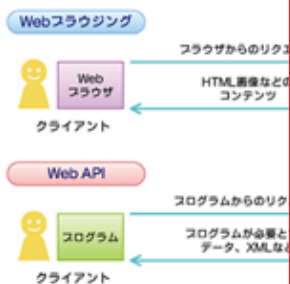 Webブラウジング
ブラウザからのリクエ
Web
ブラウザ
HTML画像などの
コンテンツ
クライアント
Web API
プログラムからのリク
プログラム
プログラムが必要と
データ、XMLな
クライアント